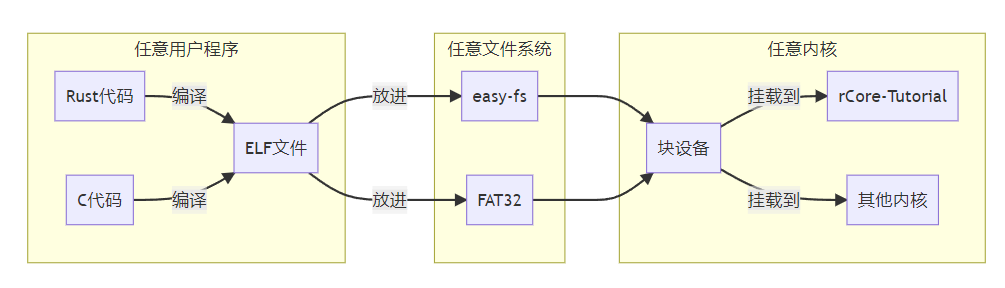 任意用户程序
Rust代码
编译
ELF文件
C代码
编译
放进
放进
任意文件系统
easy-fs
FAT32
任意内核
块设备
挂载到
rCore-Tutorial
挂载到
其他内核